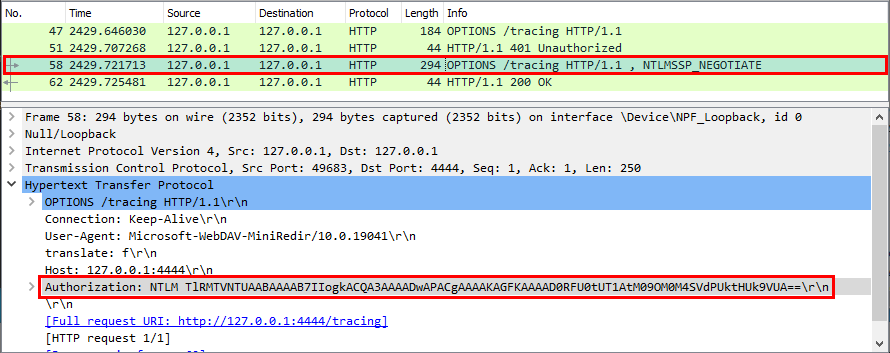 No. Time Source Destination Protocol Length Info
47 2429.646030 127.0.0.1 127.0.0.1 HTTP 184 OPTIONS /tracing HTTP/1.1
51 2429.707268 127.0.0.1 127.0.0.1 HTTP 44 HTTP/1.1 401 Unauthorized
58 2429.721713 127.0.0.1 127.0.0.1 HTTP 294 OPTIONS /tracing HTTP/1.1 , NTLMSSP_NEGOTIATE
62 2429.725481 127.0.0.1 127.0.0.1 HTTP 44 HTTP/1.1 200 OK
Frame 58: 294 bytes on wire (2352 bits), 294 bytes captured (2352 bits) on interface \Device\NPF_Loopback, id 0
Null/Loopback
Internet Protocol Version 4, Src: 127.0.0.1, Dst: 127.0.0.1
Transmission Control Protocol, Src Port: 49683, Dst Port: 4444, Seq: 1, Ack: 1, Len: 250
Hypertext Transfer Protocol
OPTIONS /tracing HTTP/1.1\r\n
Connection: Keep-Alive\r\n
User-Agent: Microsoft-WebDAV-MiniRedir/10.0.19041\r\n
translate: f\r\n
Host: 127.0.0.1:4444\r\n
Authorization: NTLM TlRMTVNTUAABAAAAB7IIogkACQA3AAAADwAPACgAAAAKAGFKAAAAD0RFU0tUT1AtM09OM0M4SVdPUktHUk9VUA==\r\n
\r\n
[Full request URI: http://127.0.0.1:4444/tracing]
[HTTP request 1/1]